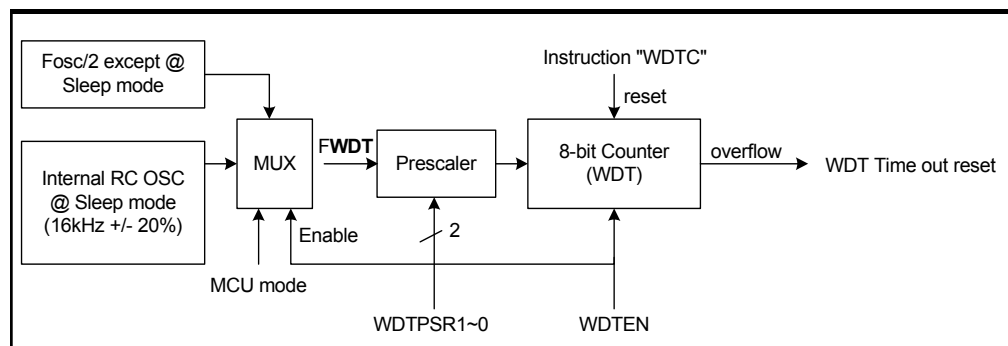 Fosc/2 except @
Sleep mode
Instruction "WDTC"
reset
Internal RC OSC
@ Sleep mode
(16kHz +/- 20%)
MUX
FWDT
Prescaler
8-bit Counter
(WDT)
overflow
WDT Time out reset
Enable
2
MCU mode
WDTPSR1~0
WDTEN